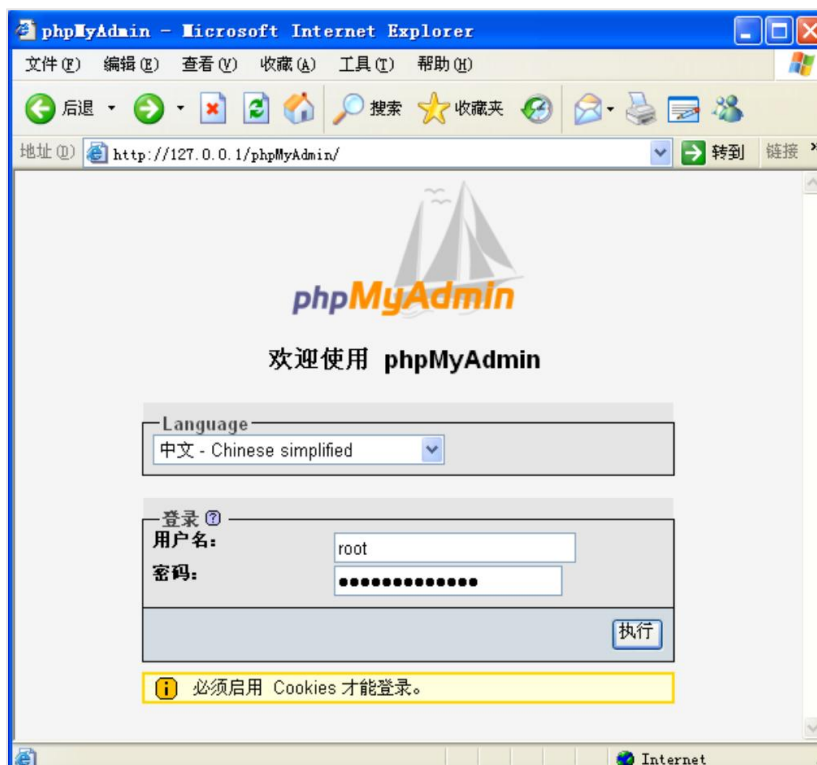 phpMyAdmin - Microsoft Internet Explorer
文件(F) 编辑(E) 查看(V) 收藏(A) 工具(T) 帮助(H)
后退 搜索 收藏夹
地址(D) http://127.0.0.1/phpMyAdmin/ 转到 链接 »
phpMyAdmin
欢迎使用 phpMyAdmin
Language
中文 - Chinese simplified
登录
用户名: root
密码: ●●●●●●●●●●●●●
执行
必须启用 Cookies 才能登录。
Internet